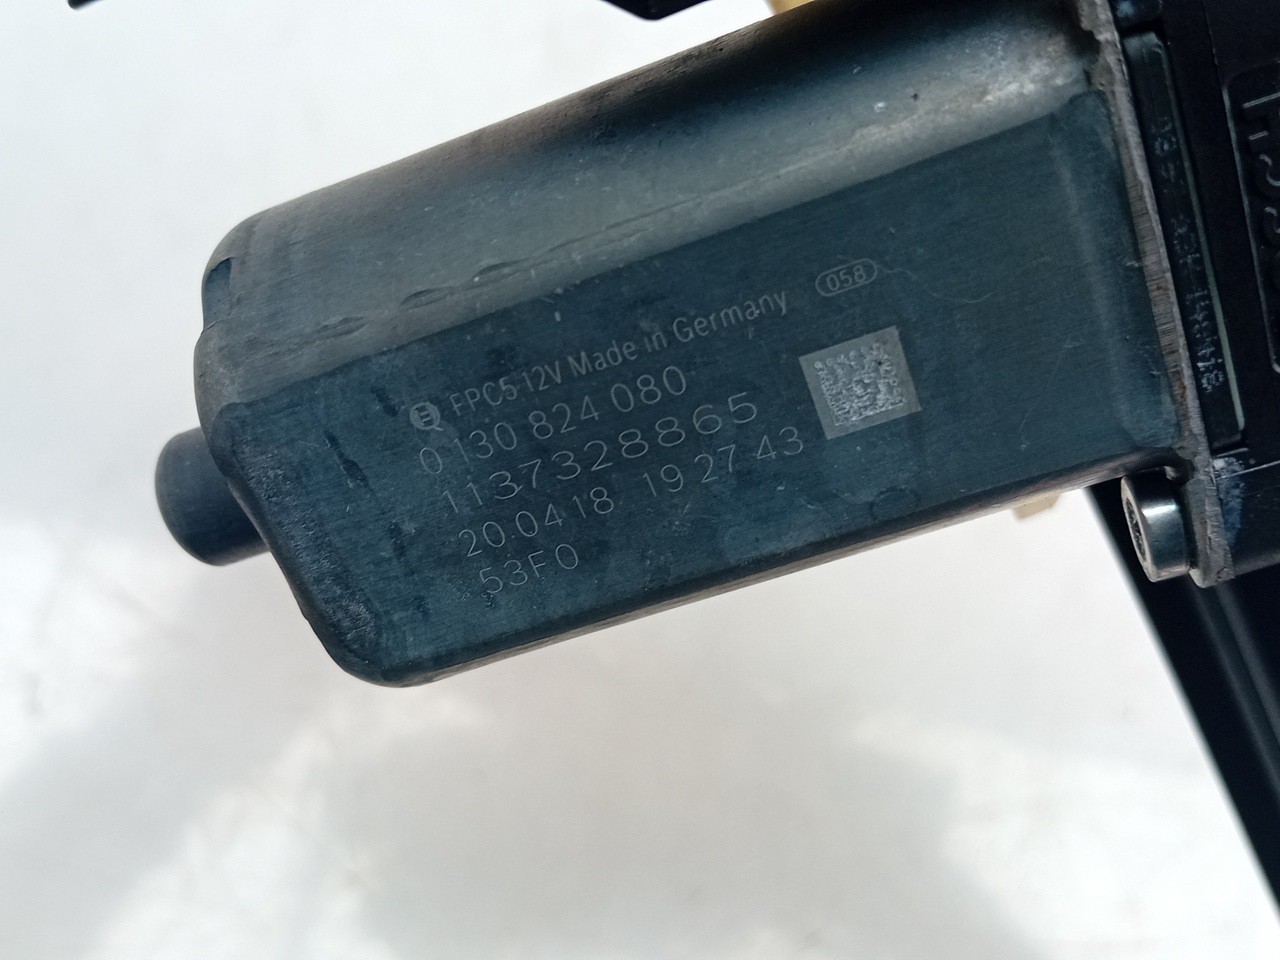 FPC5 12V Made in Germany 058
0 130 824 080
1137328865
20.04.18 19 27 43
53F0